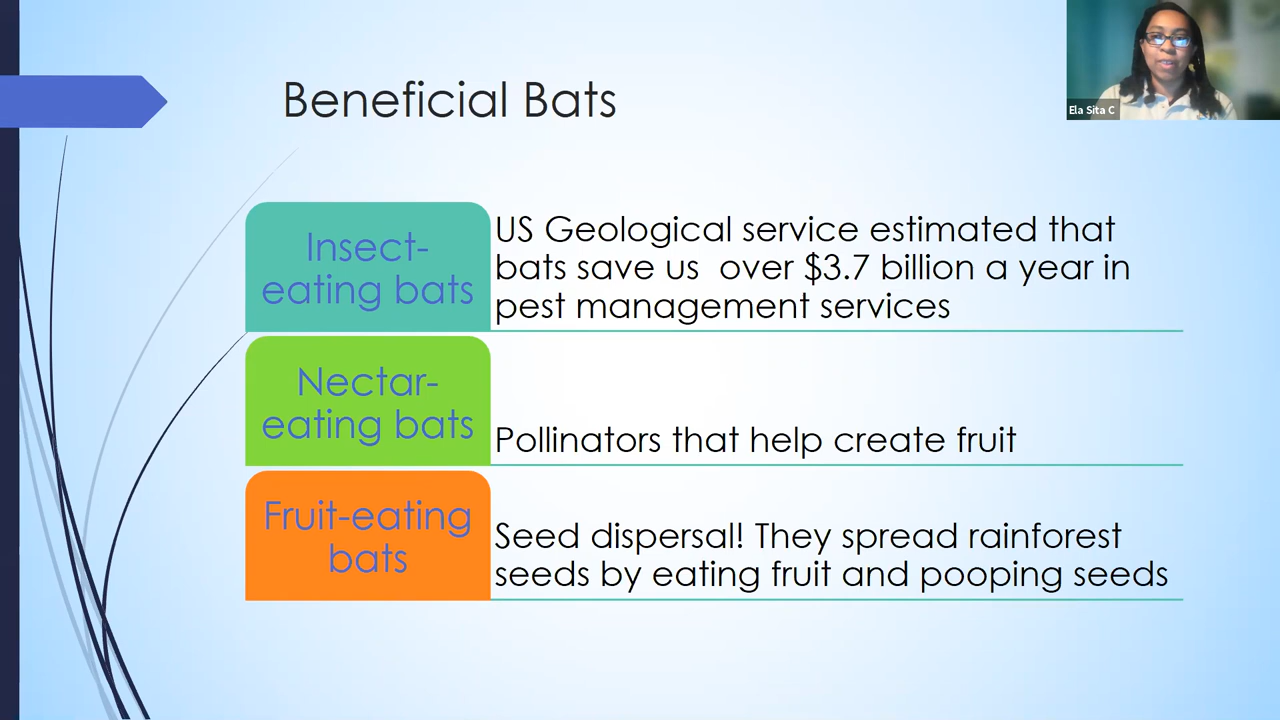 Beneficial Bats
Ela Sita C
Insect-
eating bats
US Geological service estimated that
bats save us  over $3.7 billion a year in
pest management services
Nectar-
eating bats
Pollinators that help create fruit
Fruit-eating
bats
Seed dispersal! They spread rainforest
seeds by eating fruit and pooping seeds